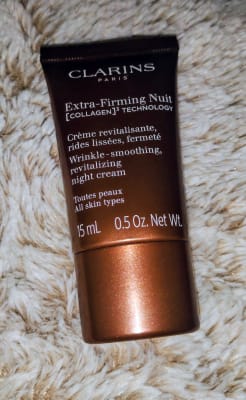 CLARINS
PARIS
Extra-Firming Nuit
[COLLAGEN]³ TECHNOLOGY
Crème revitalisante,
rides lissées, fermeté
Wrinkle-smoothing,
revitalizing
night cream
Toutes peaux
All skin types
15 mL 0.5 Oz. Net Wt.